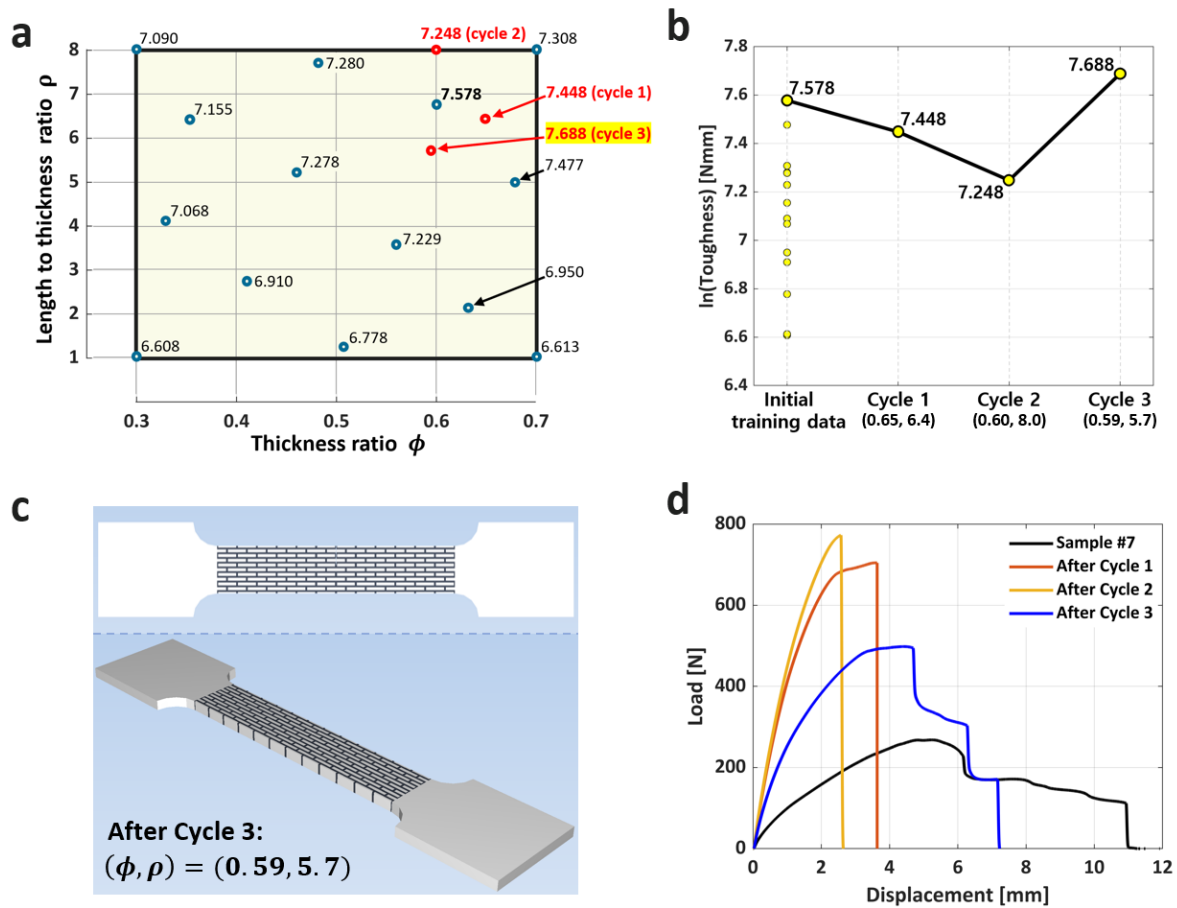 a
Length to thickness ratio ρ
8
7
6
5
4
3
2
1
7.090
7.248 (cycle 2)
7.308
7.280
7.578
7.448 (cycle 1)
7.155
7.688 (cycle 3)
7.278
7.477
7.068
7.229
6.910
6.950
6.778
6.608
6.613
0.3
0.4
0.5
0.6
0.7
Thickness ratio ϕ
b
ln(Toughness) [Nmm]
7.8
7.6
7.4
7.2
7
6.8
6.6
6.4
7.578
7.448
7.248
7.688
Initial
training data
Cycle 1
(0.65, 6.4)
Cycle 2
(0.60, 8.0)
Cycle 3
(0.59, 5.7)
c
After Cycle 3:
(ϕ, ρ) = (0.59, 5.7)
d
Load [N]
800
600
400
200
0
Sample #7
After Cycle 1
After Cycle 2
After Cycle 3
0
2
4
6
8
10
12
Displacement [mm]